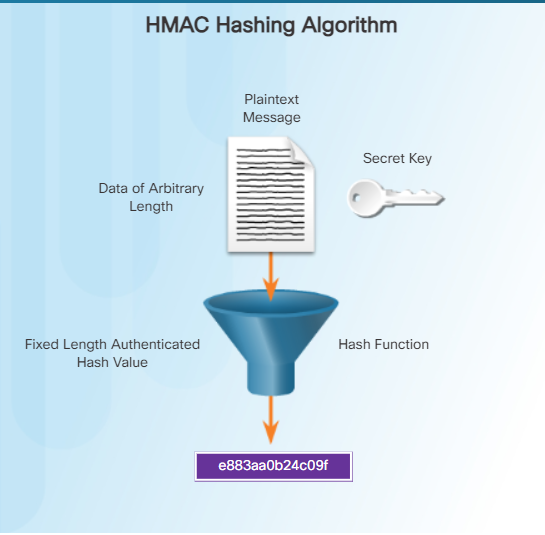 HMAC Hashing Algorithm
Plaintext
Message
Secret Key
Data of Arbitrary
Length
Fixed Length Authenticated
Hash Value
Hash Function
e883aa0b24c09f